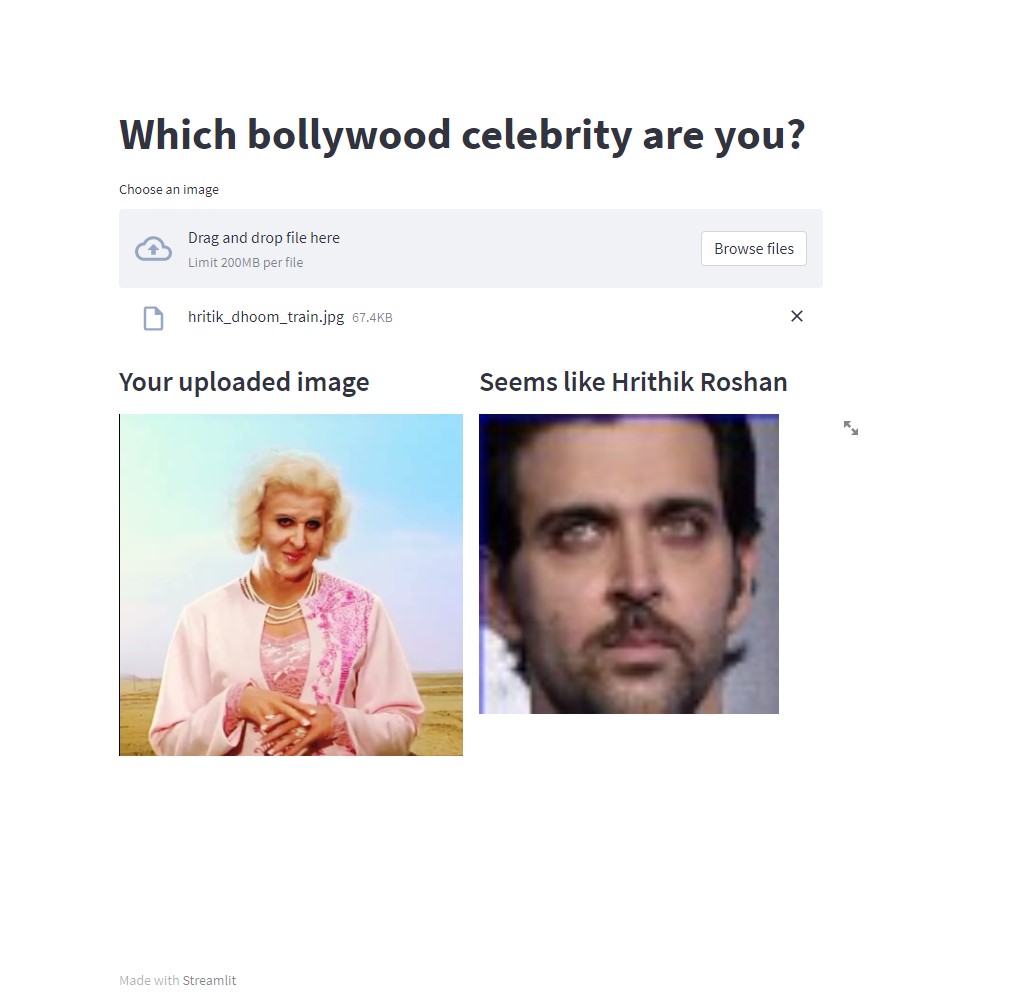 Which bollywood celebrity are you?
Choose an image
Drag and drop file here
Limit 200MB per file
Browse files
hritik_dhoom_train.jpg 67.4KB
Your uploaded image
Seems like Hrithik Roshan
Made with Streamlit